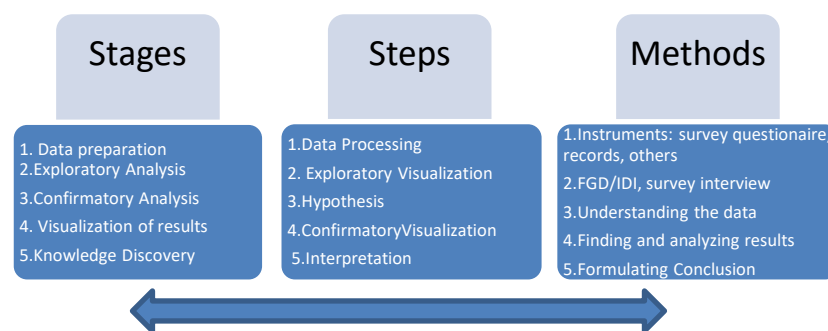 Stages
1. Data preparation
2.Exploratory Analysis
3.Confirmatory Analysis
4. Visualization of results
5.Knowledge Discovery
Steps
1.Data Processing
2. Exploratory Visualization
3.Hypothesis
4.ConfirmatoryVisualization
5.Interpretation
Methods
1.Instruments: survey questionaire,
records, others
2.FGD/IDI, survey interview
3.Understanding the data
4.Finding and analyzing results
5.Formulating Conclusion